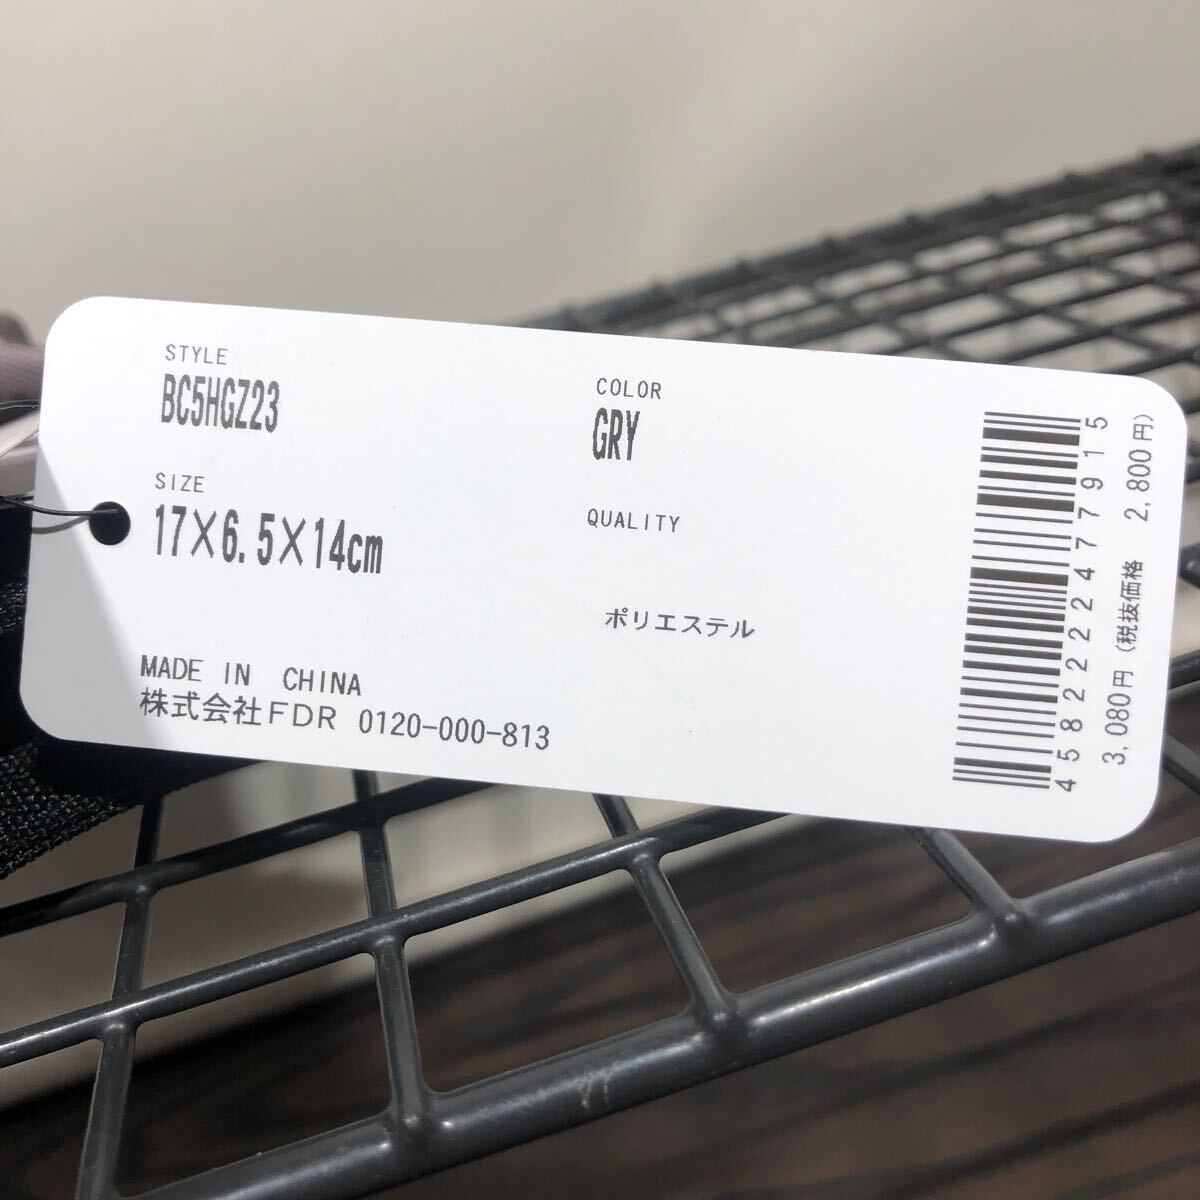 STYLE
BC5HGZ23
SIZE
17×6.5×14cm
MADE IN CHINA
株式会社FDR 0120-000-813
COLOR
GRY
QUALITY
ポリエステル
4582222477915
3,080円(税抜価格 2,800円)